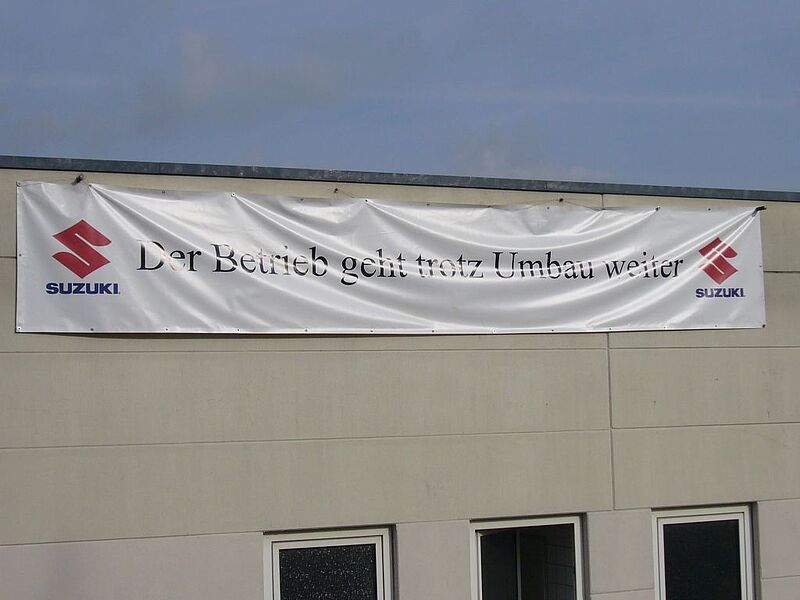 SUZUKI
Der Betrieb geht trotz Umbau weiter
SUZUKI